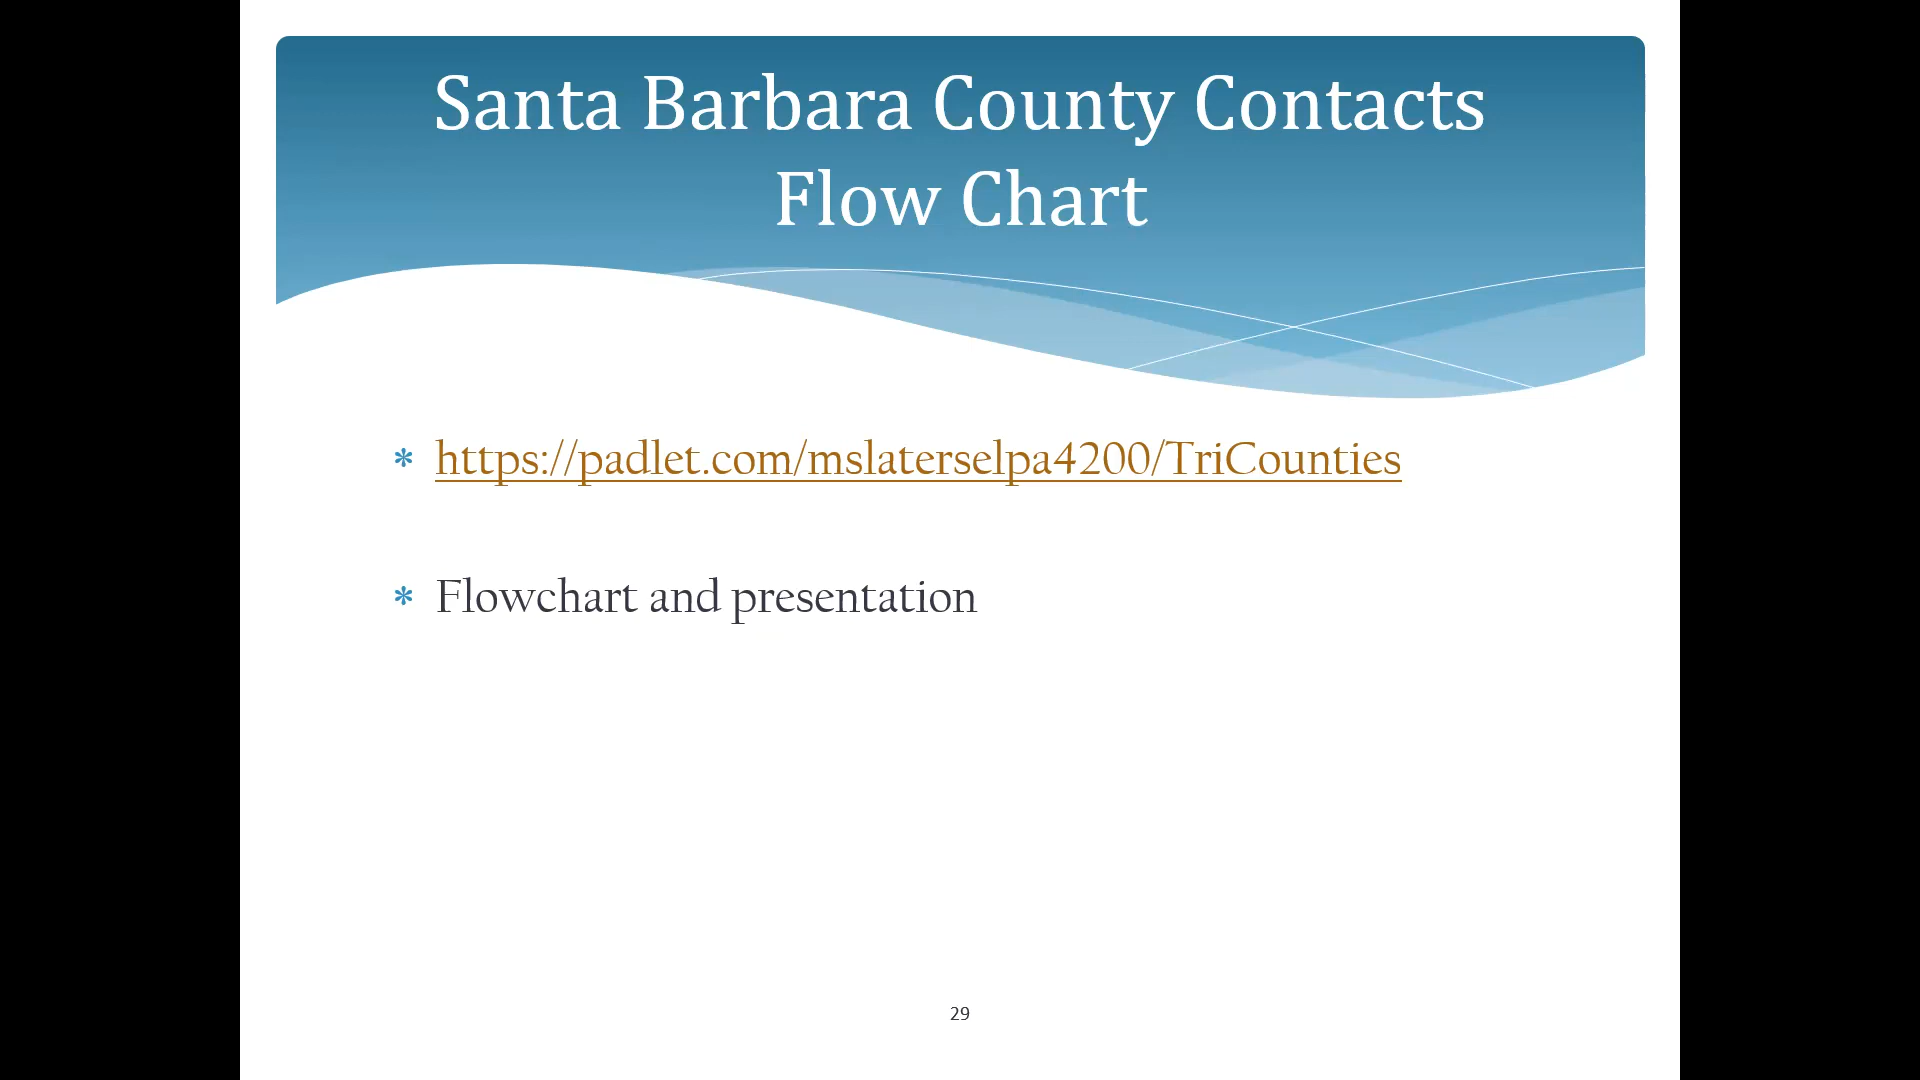 Santa Barbara County Contacts
Flow Chart
* https://padlet.com/mslaterselpa4200/TriCounties
* Flowchart and presentation
29